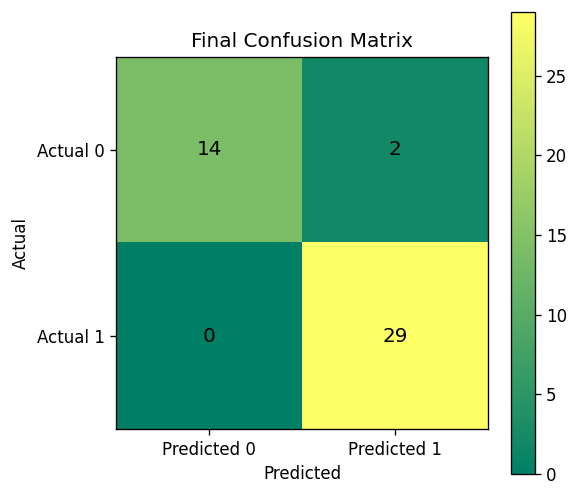 Final Confusion Matrix
Actual
Actual 0
14
2
Actual 1
0
29
Predicted 0
Predicted 1
Predicted
25
20
15
10
5
0